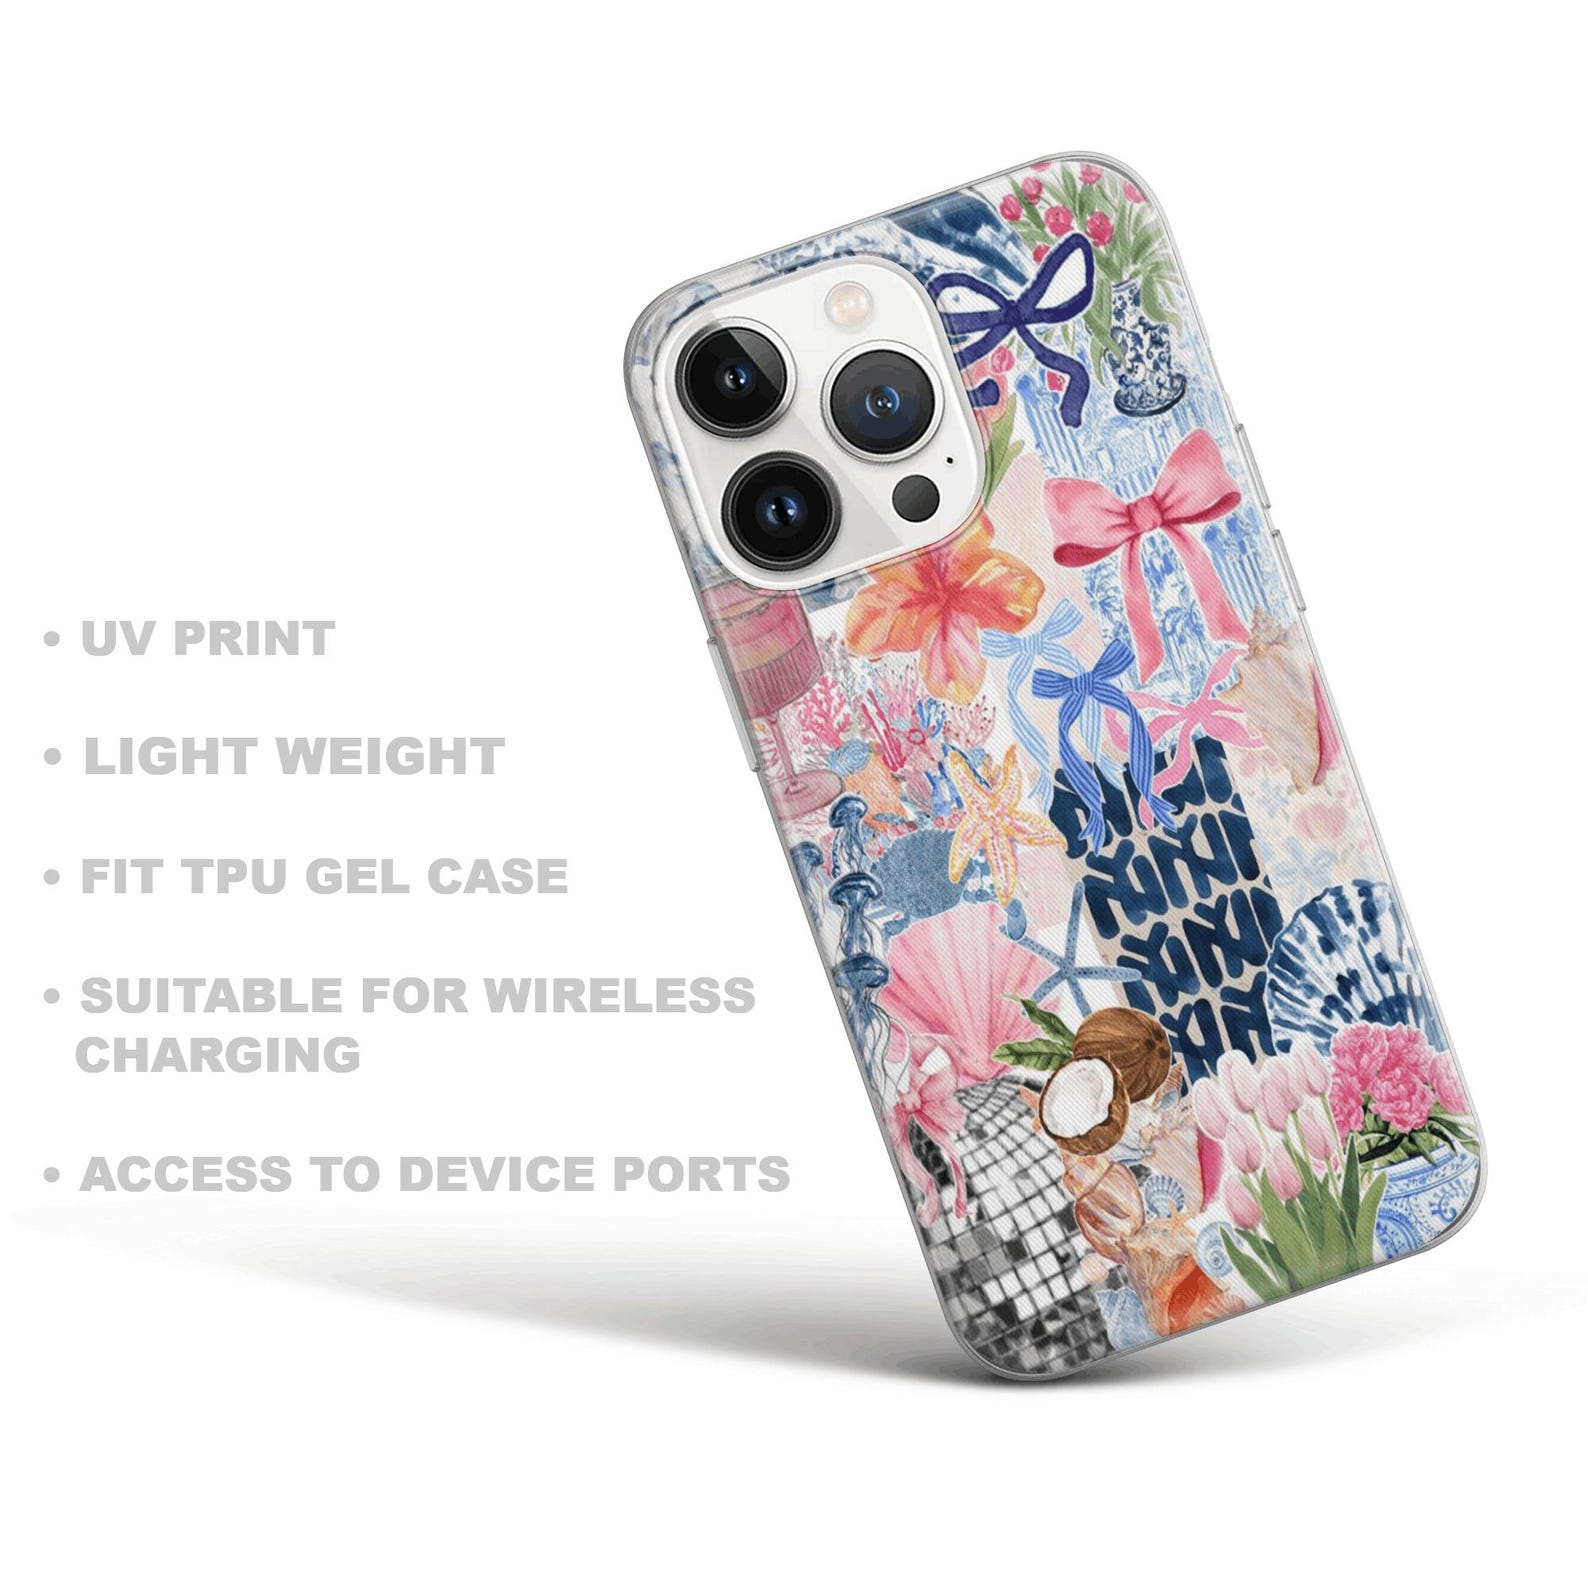 • UV PRINT
• LIGHT WEIGHT
• FIT TPU GEL CASE
• SUITABLE FOR WIRELESS
CHARGING
• ACCESS TO DEVICE PORTS